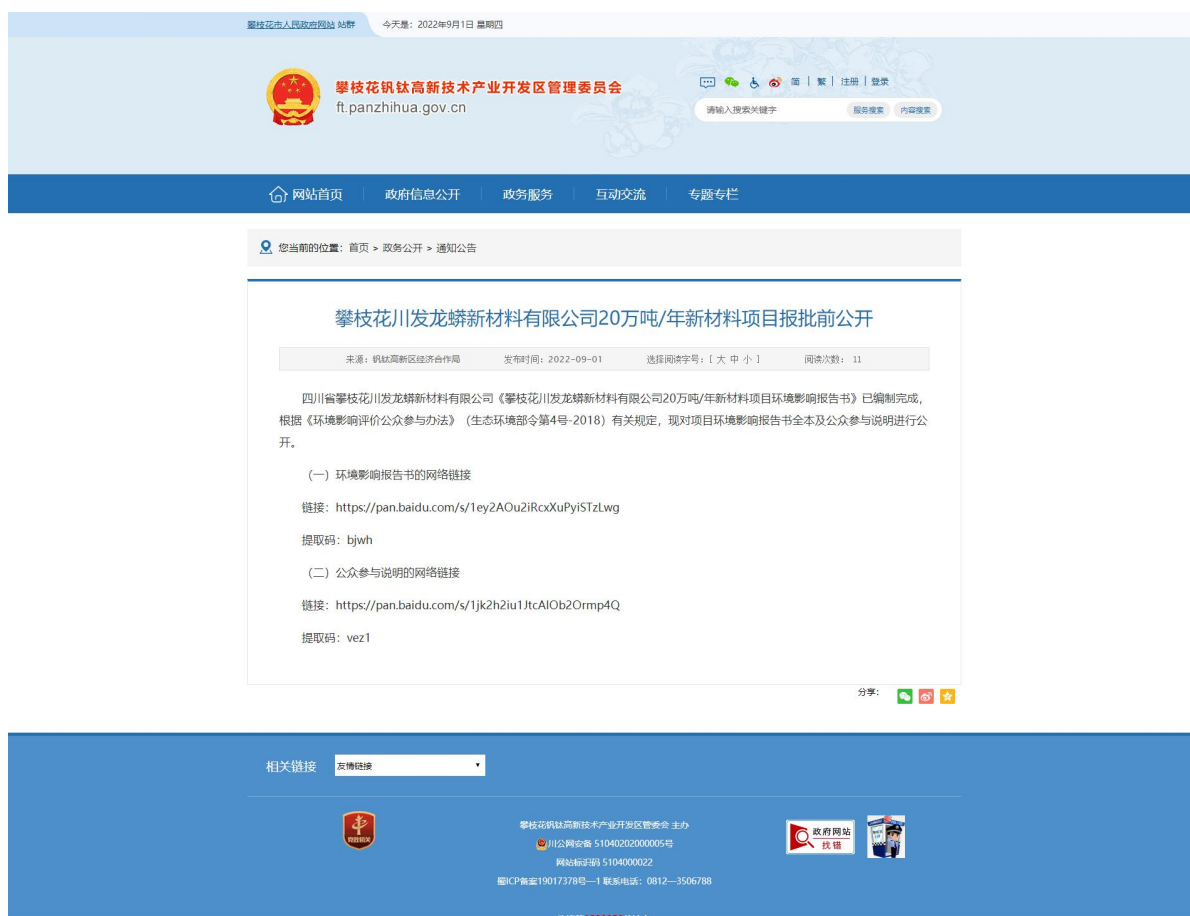 攀枝花市人民政府网站 站群 今天是：2022年9月1日 星期四
攀枝花钒钛高新技术产业开发区管理委员会
ft.panzhihua.gov.cn
简 | 繁 | 注册 | 登录
请输入搜索关键字 服务搜索 内容搜索
网站首页 政府信息公开 政务服务 互动交流 专题专栏
您当前的位置：首页 > 政务公开 > 通知公告
攀枝花川发龙蟒新材料有限公司20万吨/年新材料项目报批前公开
来源：钒钛高新区经济合作局 发布时间：2022-09-01 选择阅读字号：[ 大 中 小 ] 阅读次数： 11
四川省攀枝花川发龙蟒新材料有限公司《攀枝花川发龙蟒新材料有限公司20万吨/年新材料项目环境影响报告书》已编制完成，
根据《环境影响评价公众参与办法》（生态环境部令第4号-2018）有关规定，现对项目环境影响报告书全本及公众参与说明进行公
开。
（一）环境影响报告书的网络链接
链接：https://pan.baidu.com/s/1ey2AOu2iRcxXuPyiSTzLwg
提取码：bjwh
（二）公众参与说明的网络链接
链接：https://pan.baidu.com/s/1jk2h2iu1JtcAlOb2Ormp4Q
提取码：vez1
分享：
相关链接 友情链接
党政机关
攀枝花钒钛高新技术产业开发区管委会 主办
川公网安备 51040202000005号
网站标识码 5104000022
蜀ICP备案19017378号—1 联系电话：0812—3506788
政府网站
找错